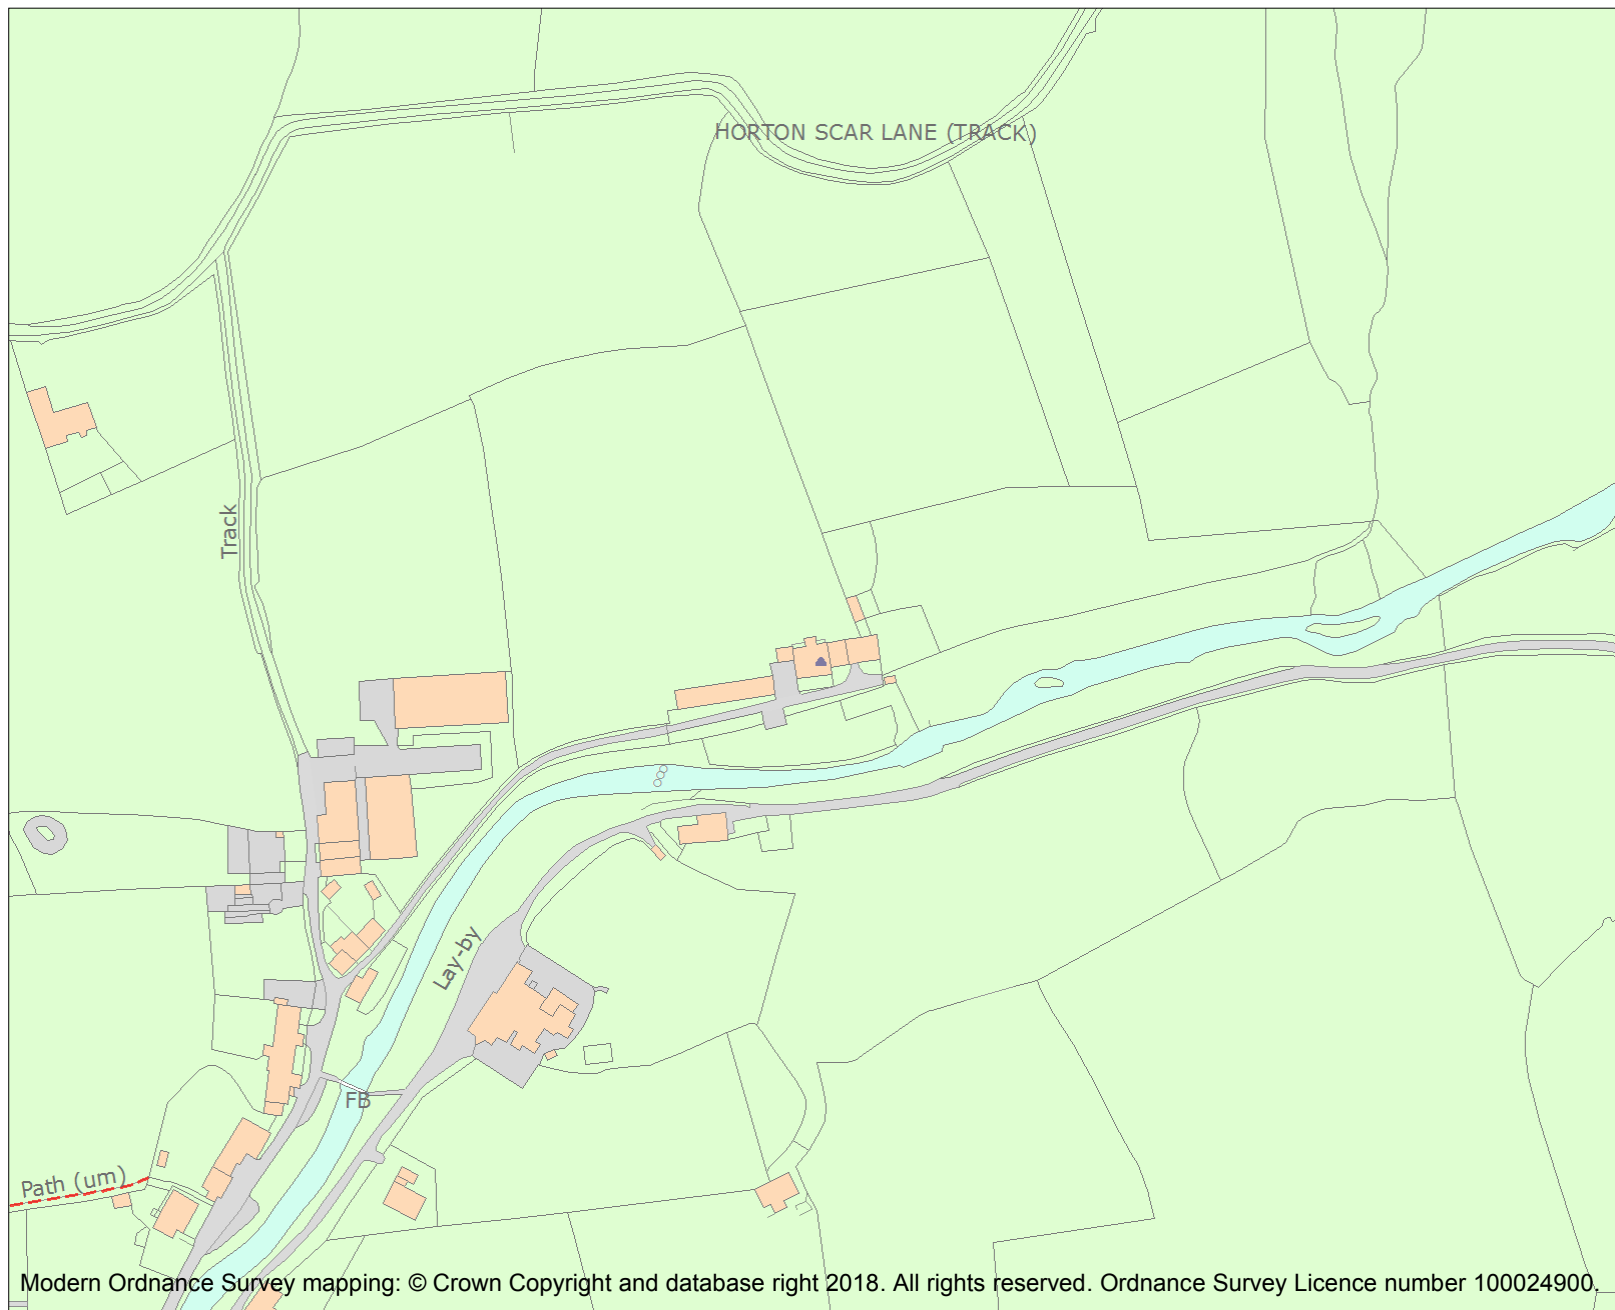 HORTON SCAR LANE (TRACK)
Track
Lay-by
FB
Path (um)
Modern Ordnance Survey mapping: © Crown Copyright and database right 2018. All rights reserved. Ordnance Survey Licence number 100024900.